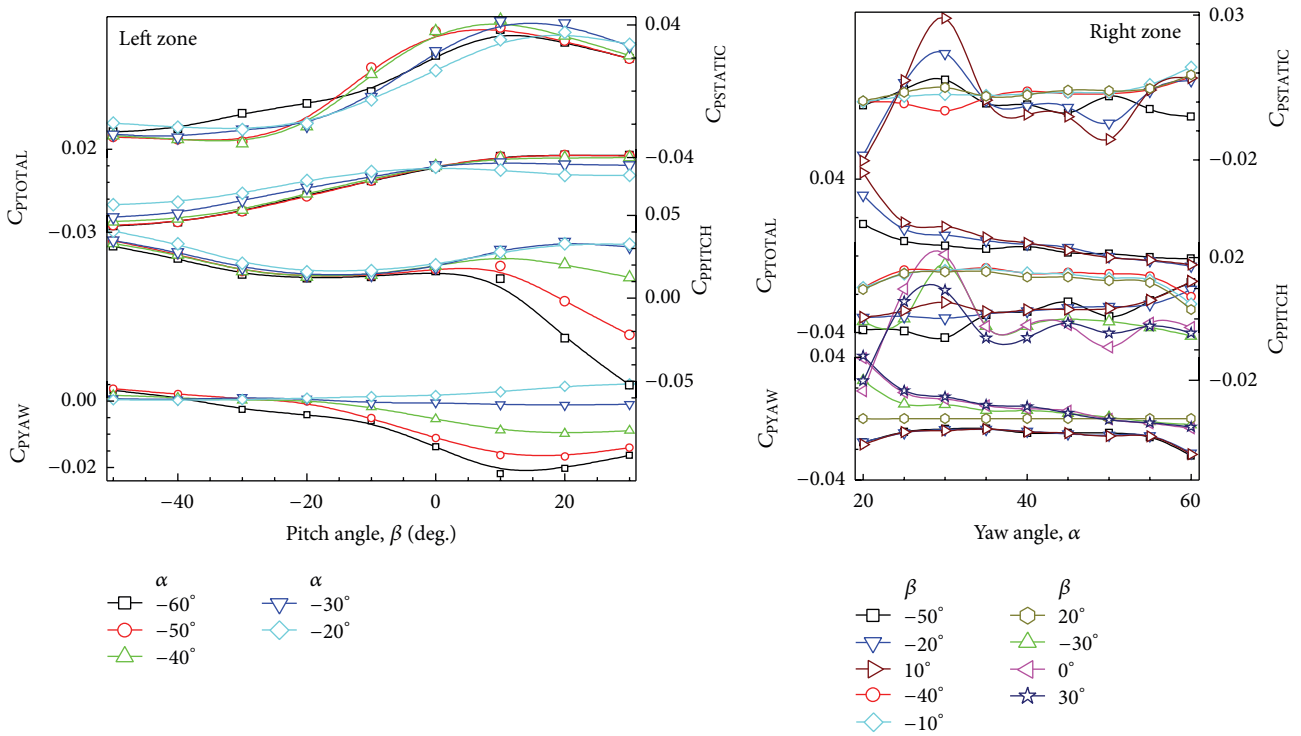 Left zone
0.04
C_PSTATIC
−0.04
0.02
C_PTOTAL
−0.03
0.05
C_PPITCH
0.00
−0.05
0.00
C_PYAW
−0.02
−40
−20
0
20
Pitch angle, β (deg.)
α
α
−60°
−30°
−50°
−20°
−40°
Right zone
0.03
C_PSTATIC
−0.02
0.04
C_PTOTAL
−0.04
0.02
C_PPITCH
−0.02
0.04
C_PYAW
−0.04
20
30
40
50
60
Yaw angle, α
β
β
−50°
20°
−20°
−30°
10°
0°
−40°
30°
−10°